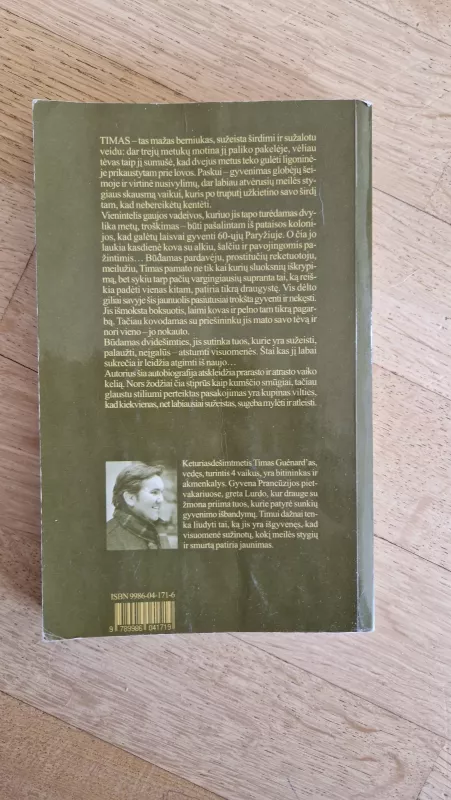 TIMAS – tas mažas berniukas, sužeista širdimi ir sužalotu
veidu: dar trejų metukų motina jį paliko pakelėje, vėliau
tėvas taip jį sumušė, kad dvejus metus teko gulėti ligoninė-
je prikaustytam prie lovos. Paskui – gyvenimas globėjų šei-
moje ir virtinė nusivylimų, dar labiau atvėrusių meilės sty-
giaus skausmą vaikui, kuris po truputį užkietino savo širdį
tam, kad nebereikėtų kentėti.
Vienintelis gaujos vadeivos, kuriuo jis tapo turėdamas dvy-
lika metų, troškimas – būti pašalintam iš pataisos koloni-
jos, kad galėtų laisvai gyventi 60-ųjų Paryžiuje. O čia jo
laukia kasdienė kova su alkiu, šalčiu ir pavojingomis pa-
žintimis... Būdamas pardavėju, prostitučių reketuotoju,
meilužiu, Timas pamato ne tik kai kurių sluoksnių iškrypi-
mą, bet sykiu tarp pačių vargingiausių supranta tai, ką reiš-
kia padėti vienas kitam, patiria tikrą draugystę. Vis dėlto
giliai savyje šis jaunuolis pasiutusiai trokšta gyventi ir nekęsti.
Jis išmoksta boksuotis, laimi kovas ir pelno tam tikrą pagar-
bą. Tačiau kovodamas su priešininku jis mato savo tėvą ir
nori vieno – jo nokauto.
Būdamas dvidešimties, jis sutinka tuos, kurie yra sužeisti,
palaužti, neįgalūs – atstumti visuomenės. Štai kas jį labai
sukrečia ir leidžia atgimti iš naujo...
Autorius šia autobiografija atskleidžia prarasto ir atrasto vaiko
kelią. Nors žodžiai čia stiprūs kaip kumščio smūgiai, tačiau
glaustu stiliumi perteiktas pasakojimas yra kupinas vilties,
kad kiekvienas, net labiausiai sužeistas, sugeba mylėti ir atleisti.
Keturiasdešimtmetis Timas Guénard'as,
vedęs, turintis 4 vaikus, yra bitininkas ir
akmenkalys. Gyvena Prancūzijos piet-
vakariuose, greta Lurdo, kur drauge su
žmona priima tuos, kurie patyrė sunkių
gyvenimo išbandymų. Timui dažnai ten-
ka liudyti tai, ką jis yra išgyvenęs, kad
visuomenė sužinotų, kokį meilės stygių
ir smurtą patiria jaunimas.
ISBN 9986-04-171-6
9 789986 041719